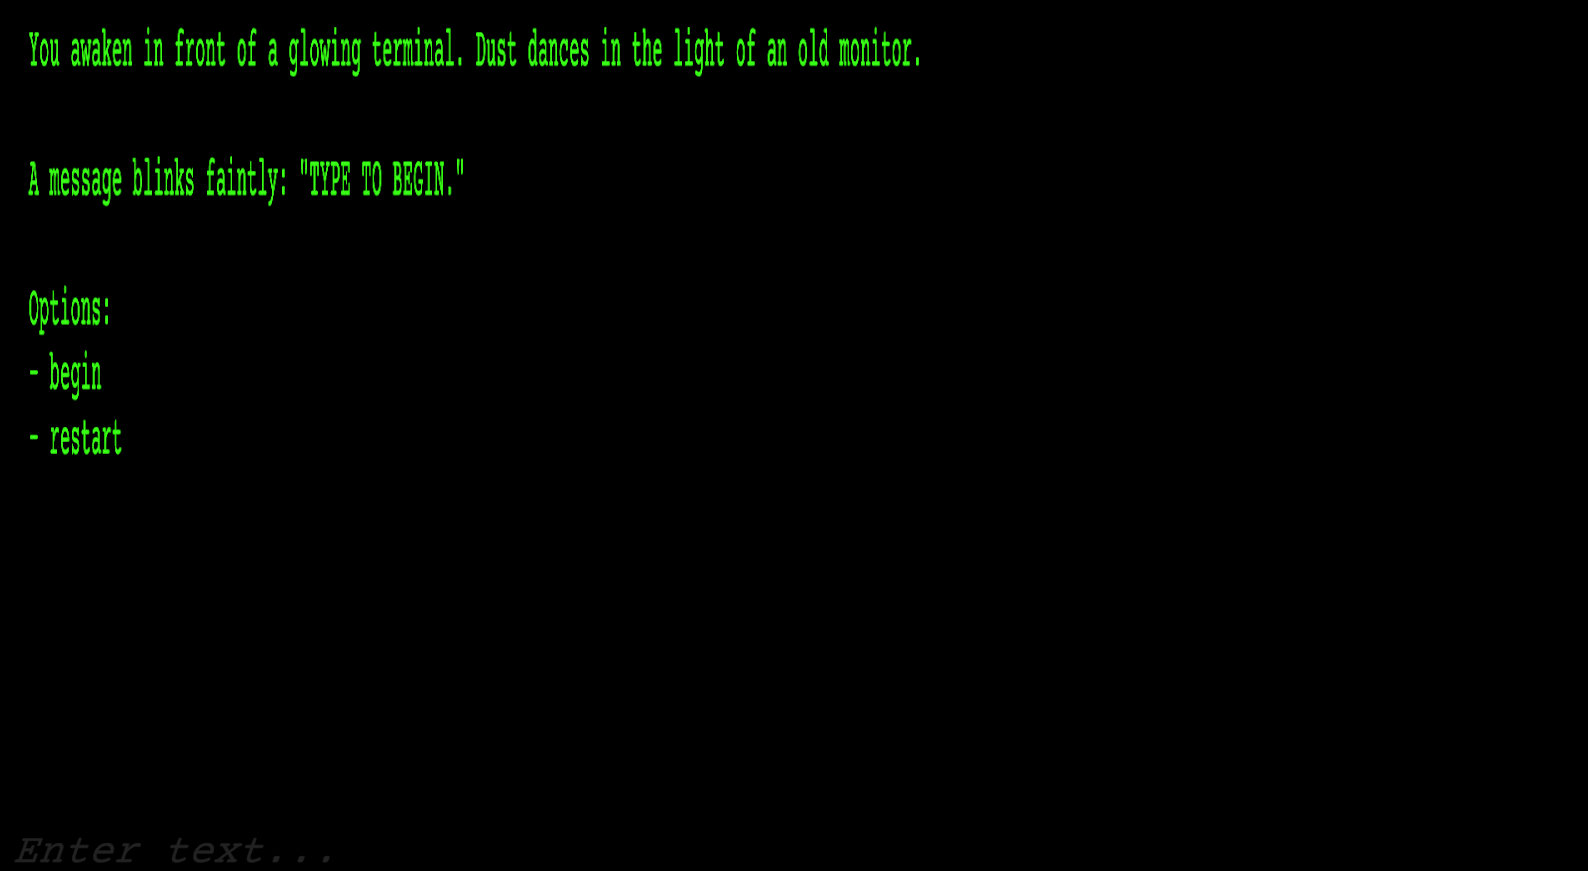 You awaken in front of a glowing terminal. Dust dances in the light of an old monitor.
A message blinks faintly: "TYPE TO BEGIN."
Options:
- begin
- restart
Enter text...